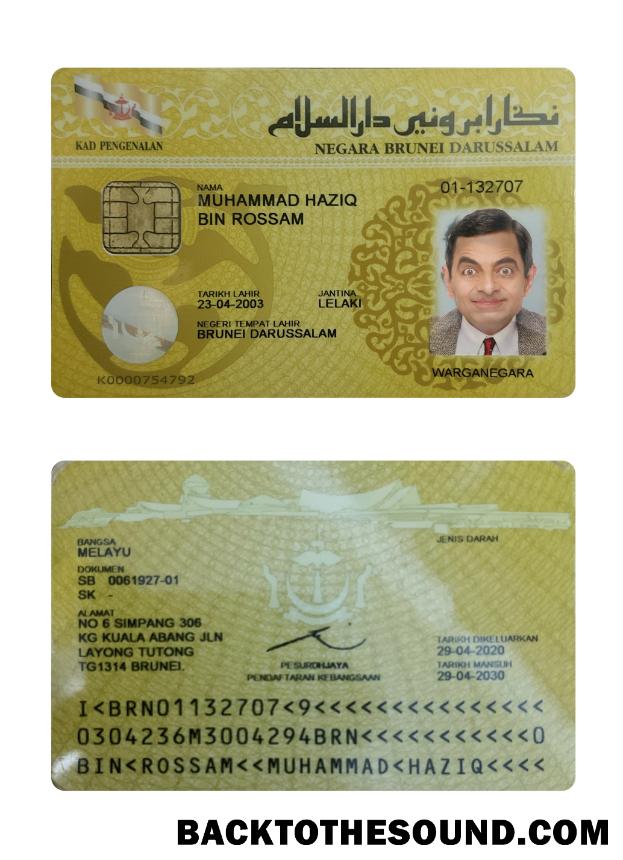 KAD PENGENALAN
نڬارا بروني دارالسلام
NEGARA BRUNEI DARUSSALAM
NAMA
MUHAMMAD HAZIQ
BIN ROSSAM
01-132707
TARIKH LAHIR
23-04-2003
JANTINA
LELAKI
NEGERI TEMPAT LAHIR
BRUNEI DARUSSALAM
K0000754792
WARGANEGARA
BANGSA
MELAYU
JENIS DARAH
DOKUMEN
SB 0061927-01
SK -
ALAMAT
NO 6 SIMPANG 306
KG KUALA ABANG JLN
LAYONG TUTONG
TG1314 BRUNEI.
PESUROHJAYA
PENDAFTARAN KEBANGSAAN
TARIKH DIKELUARKAN
29-04-2020
TARIKH MANSUH
29-04-2030
I<BRN01132707<9<<<<<<<<<<<<<<<
0304236M3004294BRN<<<<<<<<<<<0
BIN<ROSSAM<<MUHAMMAD<HAZIQ<<<<
BACKTOTHESOUND.COM